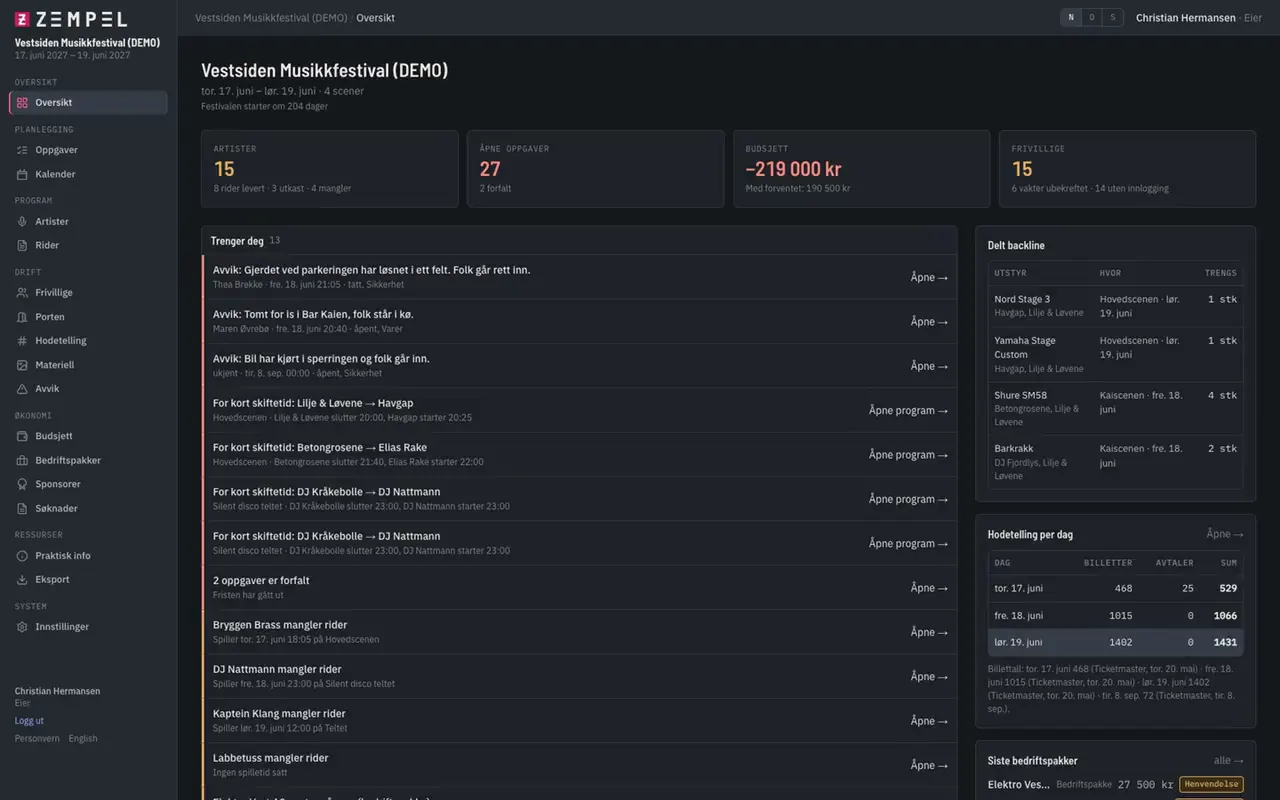 ZEMPEL
Vestsiden Musikkfestival (DEMO)
17. juni 2027 – 19. juni 2027
OVERSIKT
Oversikt
PLANLEGGING
Oppgaver
Kalender
PROGRAM
Artister
Rider
DRIFT
Frivillige
Porten
Hodetelling
Materiell
Avvik
ØKONOMI
Budsjett
Bedriftspakker
Sponsorer
Søknader
RESSURSER
Praktisk info
Eksport
SYSTEM
Innstillinger
Christian Hermansen
Eier
Logg ut
Personvern English
Vestsiden Musikkfestival (DEMO) / Oversikt
N O S
Christian Hermansen · Eier
Vestsiden Musikkfestival (DEMO)
tor. 17. juni – lør. 19. juni · 4 scener
Festivalen starter om 204 dager
ARTISTER
15
8 rider levert · 3 utkast · 4 mangler
ÅPNE OPPGAVER
27
2 forfalt
BUDSJETT
−219 000 kr
Med forventet: 190 500 kr
FRIVILLIGE
15
6 vakter ubekreftet · 14 uten innlogging
Trenger deg 13
Avvik: Gjerdet ved parkeringen har løsnet i ett felt. Folk går rett inn.
Thea Brekke · fre. 18. juni 21:05 · tatt, Sikkerhet
Åpne →
Avvik: Tomt for is i Bar Kaien, folk står i kø.
Maren Øvrebø · fre. 18. juni 20:40 · åpent, Varer
Åpne →
Avvik: Bil har kjørt i sperringen og folk går inn.
ukjent · tir. 8. sep. 00:00 · åpent, Sikkerhet
Åpne →
For kort skiftetid: Lilje & Løvene → Havgap
Hovedscenen · Lilje & Løvene slutter 20:00, Havgap starter 20:25
Åpne program →
For kort skiftetid: Betongrosene → Elias Rake
Hovedscenen · Betongrosene slutter 21:40, Elias Rake starter 22:00
Åpne program →
For kort skiftetid: DJ Kråkebolle → DJ Nattmann
Silent disco teltet · DJ Kråkebolle slutter 23:00, DJ Nattmann starter 23:00
Åpne program →
For kort skiftetid: DJ Kråkebolle → DJ Nattmann
Silent disco teltet · DJ Kråkebolle slutter 23:00, DJ Nattmann starter 23:00
Åpne program →
2 oppgaver er forfalt
Fristen har gått ut
Åpne →
Bryggen Brass mangler rider
Spiller tor. 17. juni 18:05 på Hovedscenen
Åpne →
DJ Nattmann mangler rider
Spiller fre. 18. juni 23:00 på Silent disco teltet
Åpne →
Kaptein Klang mangler rider
Spiller lør. 19. juni 12:00 på Teltet
Åpne →
Labbetuss mangler rider
Ingen spilletid satt
Åpne →
Delt backline
UTSTYR HVOR TRENGS
Nord Stage 3
Havgap, Lilje & Løvene
Hovedscenen · lør.
19. juni
1 stk
Yamaha Stage
Custom
Havgap, Lilje & Løvene
Hovedscenen · lør.
19. juni
1 stk
Shure SM58
Betongrosene, Lilje &
Løvene
Kaiscenen · fre. 18.
juni
4 stk
Barkrakk
DJ Fjordlys, Lilje &
Løvene
Kaiscenen · fre. 18.
juni
2 stk
Hodetelling per dag Åpne →
DAG BILLETTER AVTALER SUM
tor. 17. juni 468 25 529
fre. 18. juni 1015 0 1066
lør. 19. juni 1402 0 1431
Billettall: tor. 17. juni 468 (Ticketmaster, tor. 20. mai) · fre. 18.
juni 1015 (Ticketmaster, tor. 20. mai) · lør. 19. juni 1402
(Ticketmaster, tor. 20. mai) · tir. 8. sep. 72 (Ticketmaster, tir. 8.
sep.).
Siste bedriftspakker alle →
Elektro Ves... Bedriftspakke 27 500 kr Henvendelse